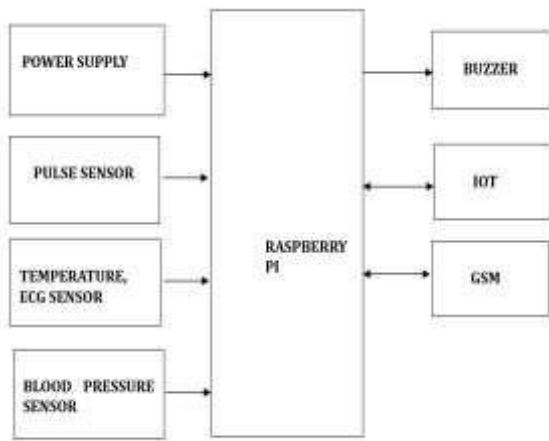 POWER SUPPLY
PULSE SENSOR
TEMPERATURE,
ECG SENSOR
BLOOD PRESSURE
SENSOR
RASPBERRY
PI
BUZZER
IOT
GSM